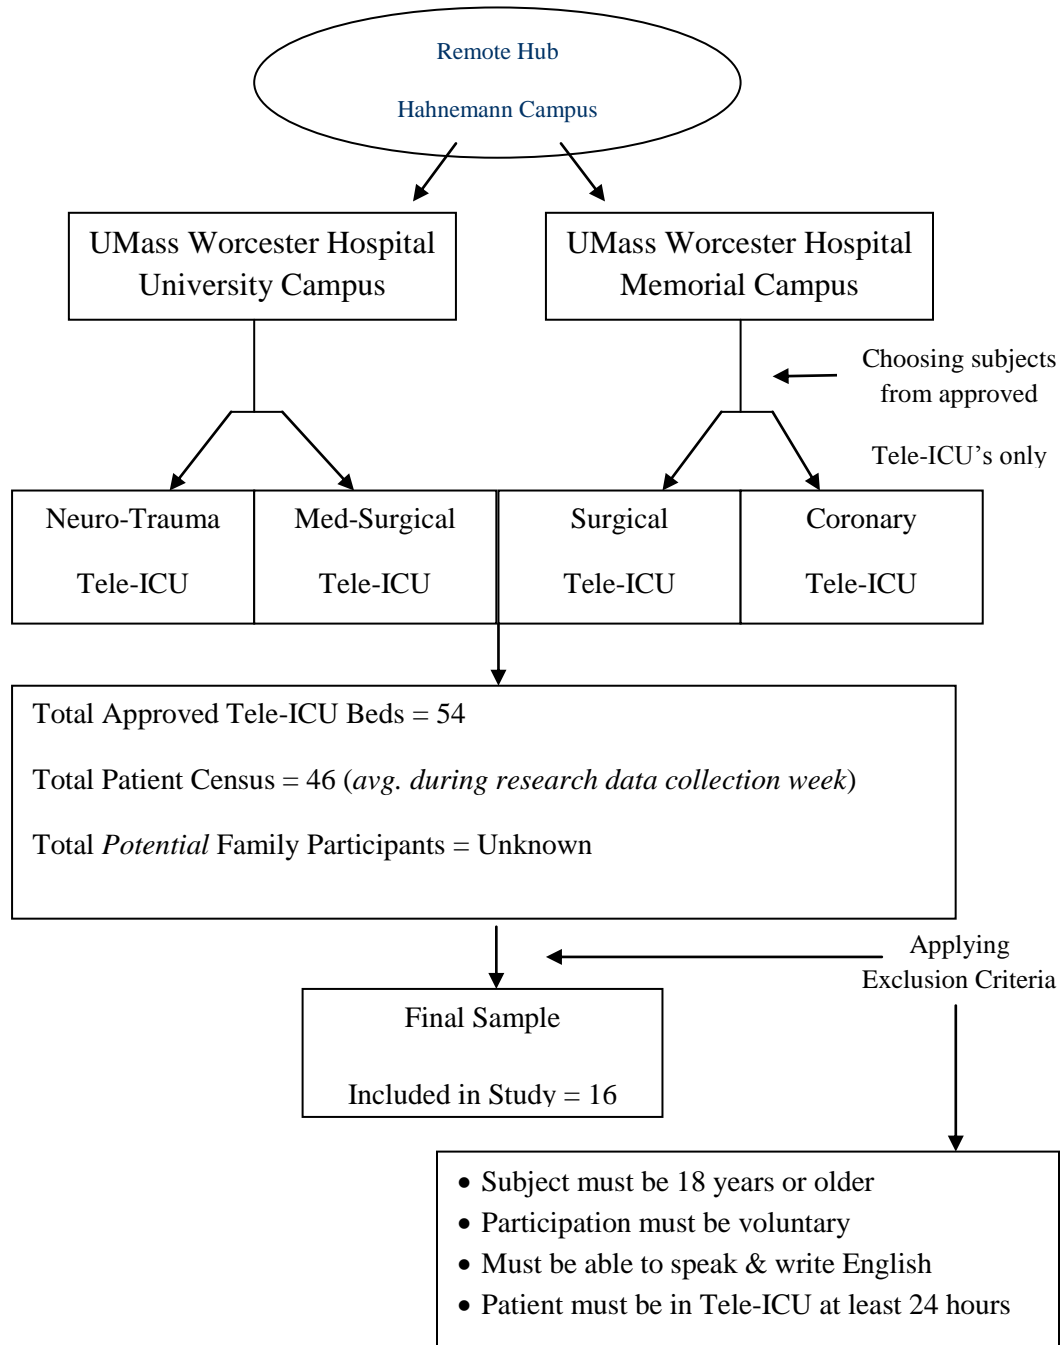 Remote Hub
Hahnemann Campus
UMass Worcester Hospital
University Campus
UMass Worcester Hospital
Memorial Campus
Choosing subjects
from approved
Tele-ICU’s only
Neuro-Trauma
Tele-ICU
Med-Surgical
Tele-ICU
Surgical
Tele-ICU
Coronary
Tele-ICU
Total Approved Tele-ICU Beds = 54
Total Patient Census = 46 (avg. during research data collection week)
Total Potential Family Participants = Unknown
Applying
Exclusion Criteria
Final Sample
Included in Study = 16
• Subject must be 18 years or older
• Participation must be voluntary
• Must be able to speak & write English
• Patient must be in Tele-ICU at least 24 hours